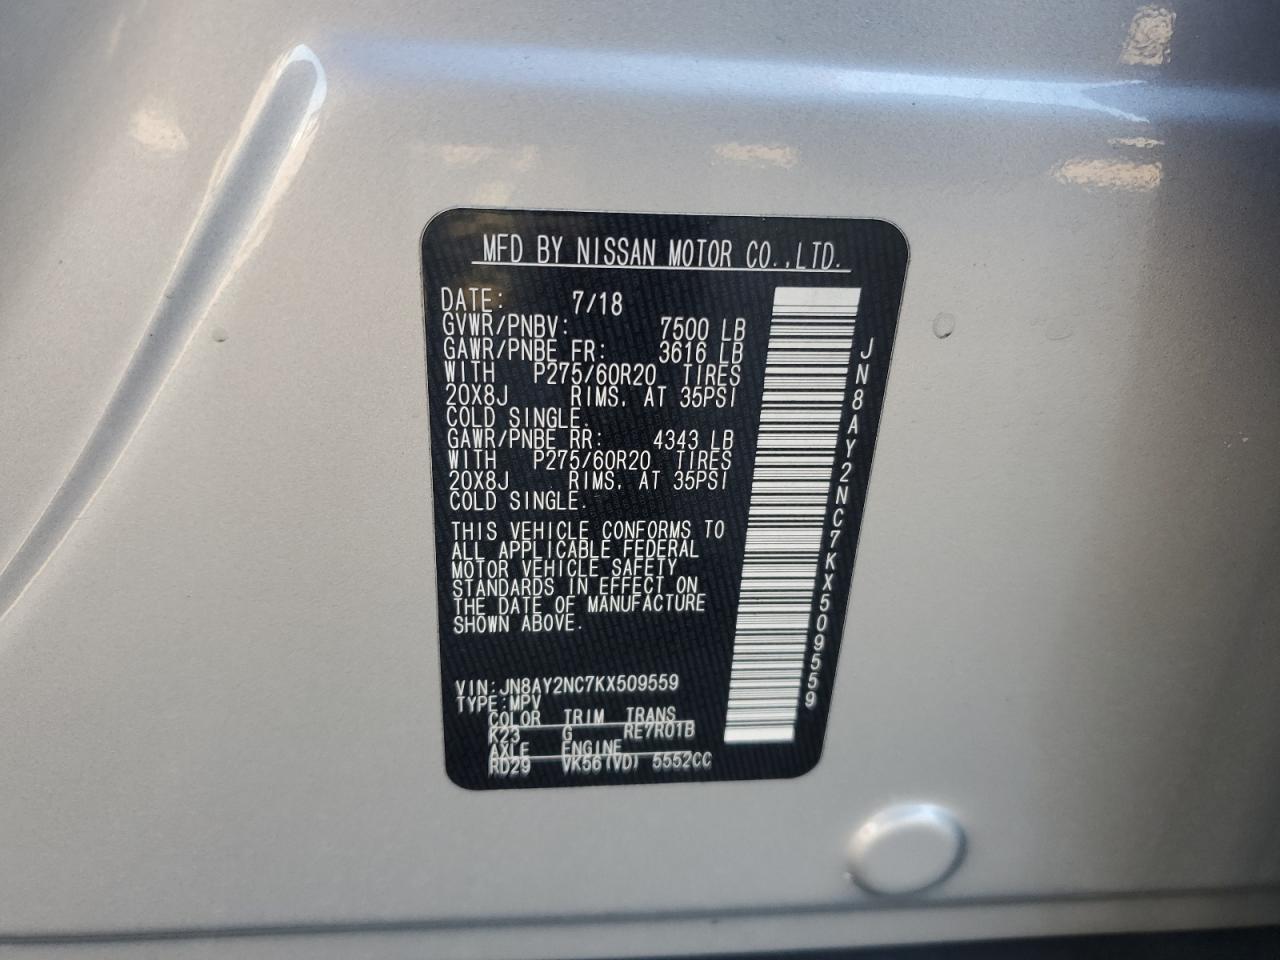 MFD BY NISSAN MOTOR CO.,LTD.
DATE: 7/18
GVWR/PNBV: 7500 LB
GAWR/PNBE FR: 3616 LB
WITH P275/60R20 TIRES
20X8J RIMS, AT 35PSI
COLD SINGLE.
GAWR/PNBE RR: 4343 LB
WITH P275/60R20 TIRES
20X8J RIMS, AT 35PSI
COLD SINGLE.
THIS VEHICLE CONFORMS TO
ALL APPLICABLE FEDERAL
MOTOR VEHICLE SAFETY
STANDARDS IN EFFECT ON
THE DATE OF MANUFACTURE
SHOWN ABOVE.
VIN:JN8AY2NC7KX509559
TYPE:MPV
COLOR TRIM TRANS
K23 G RE7R01B
AXLE ENGINE
RD29 VK56(VD) 5552CC
JN8AY2NC7KX509559